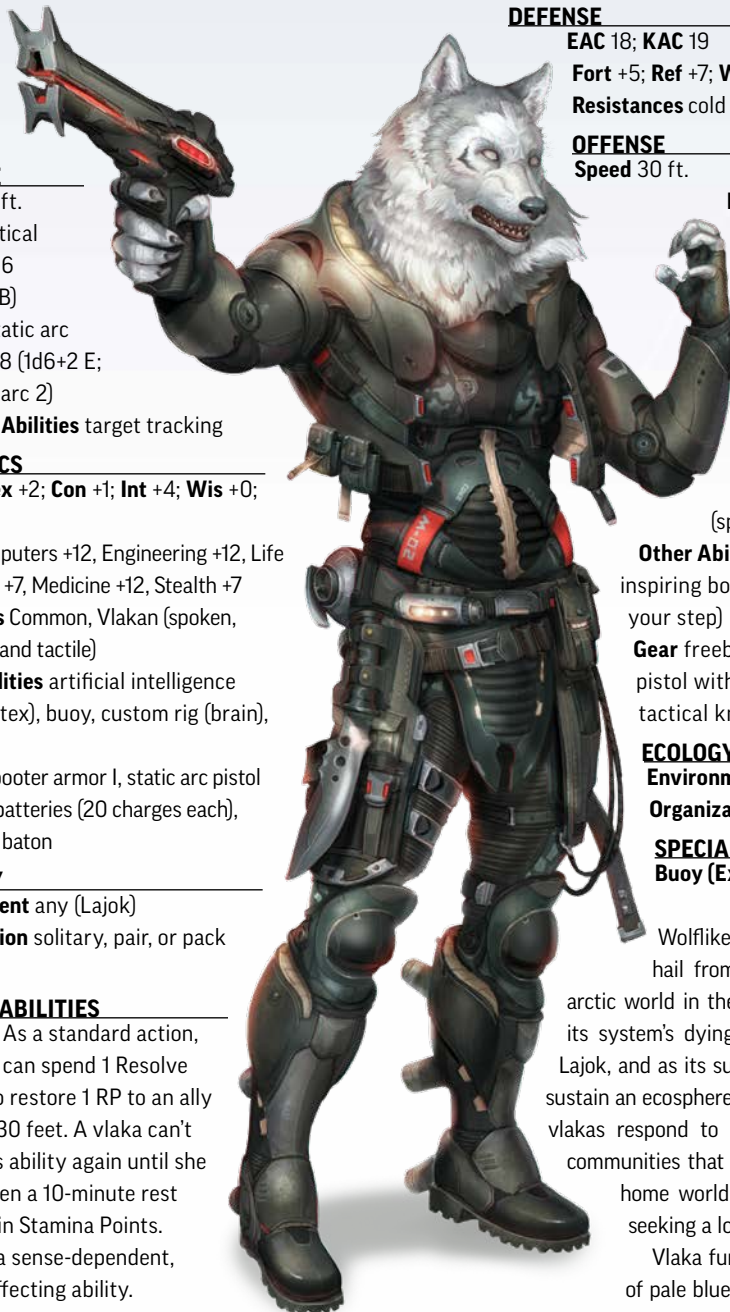 ft.
tical
6
B)
tatic arc
8 (1d6+2 E;
arc 2)
Abilities target tracking
CS
ex +2; Con +1; Int +4; Wis +0;
puters +12, Engineering +12, Life
+7, Medicine +12, Stealth +7
s Common, Vlakan (spoken,
and tactile)
lities artificial intelligence
tex), buoy, custom rig (brain),
ooter armor I, static arc pistol
batteries (20 charges each),
baton
ent any (Lajok)
ion solitary, pair, or pack
ABILITIES
As a standard action,
can spend 1 Resolve
o restore 1 RP to an ally
30 feet. A vlaka can't
s ability again until she
en a 10-minute rest
in Stamina Points.
a sense-dependent,
ffecting ability.
DEFENSE
EAC 18; KAC 19
Fort +5; Ref +7; W
Resistances cold
OFFENSE
Speed 30 ft.
(sp
Other Abi
inspiring bo
your step)
Gear freeb
pistol with
tactical kn
ECOLOGY
Environm
Organiza
SPECIA
Buoy (Ex
Wolflike
hail from
arctic world in the
its system's dying
Lajok, and as its su
sustain an ecosphere
vlakas respond to
communities that
home world
seeking a lo
Vlaka fur
of pale blue